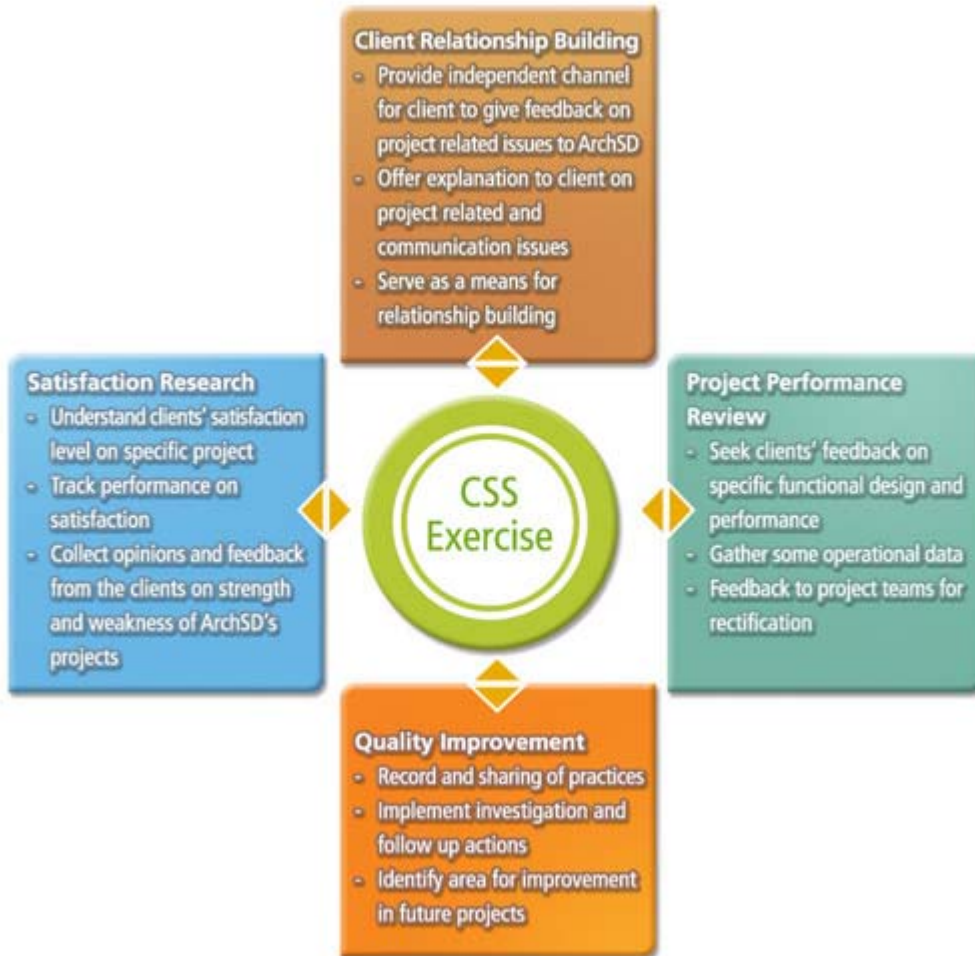 Client Relationship Building
- Provide independent channel
for client to give feedback on
project related issues to ArchSD
- Offer explanation to client on
project related and
communication issues
- Serve as a means for
relationship building
Satisfaction Research
- Understand clients' satisfaction
level on specific project
- Track performance on
satisfaction
- Collect opinions and feedback
from the clients on strength
and weakness of ArchSD's
projects
CSS
Exercise
Project Performance
Review
- Seek clients' feedback on
specific functional design and
performance
- Gather some operational data
- Feedback to project teams for
rectification
Quality Improvement
- Record and sharing of practices
- Implement investigation and
follow up actions
- Identify area for improvement
in future projects